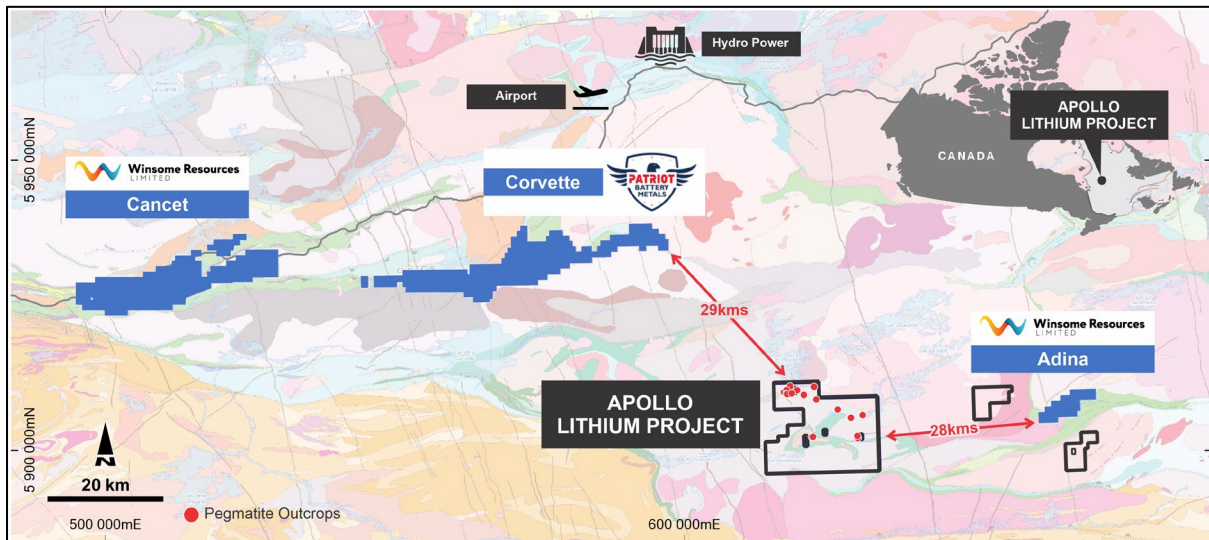 Hydro Power
Airport
APOLLO
LITHIUM PROJECT
CANADA
5 950 000mN
Winsome Resources
LIMITED
Cancet
Corvette
PATRIOT
BATTERY
METALS
29kms
Winsome Resources
LIMITED
Adina
APOLLO
LITHIUM PROJECT
28kms
5 900 000mN
N
20 km
Pegmatite Outcrops
500 000mE
600 000mE